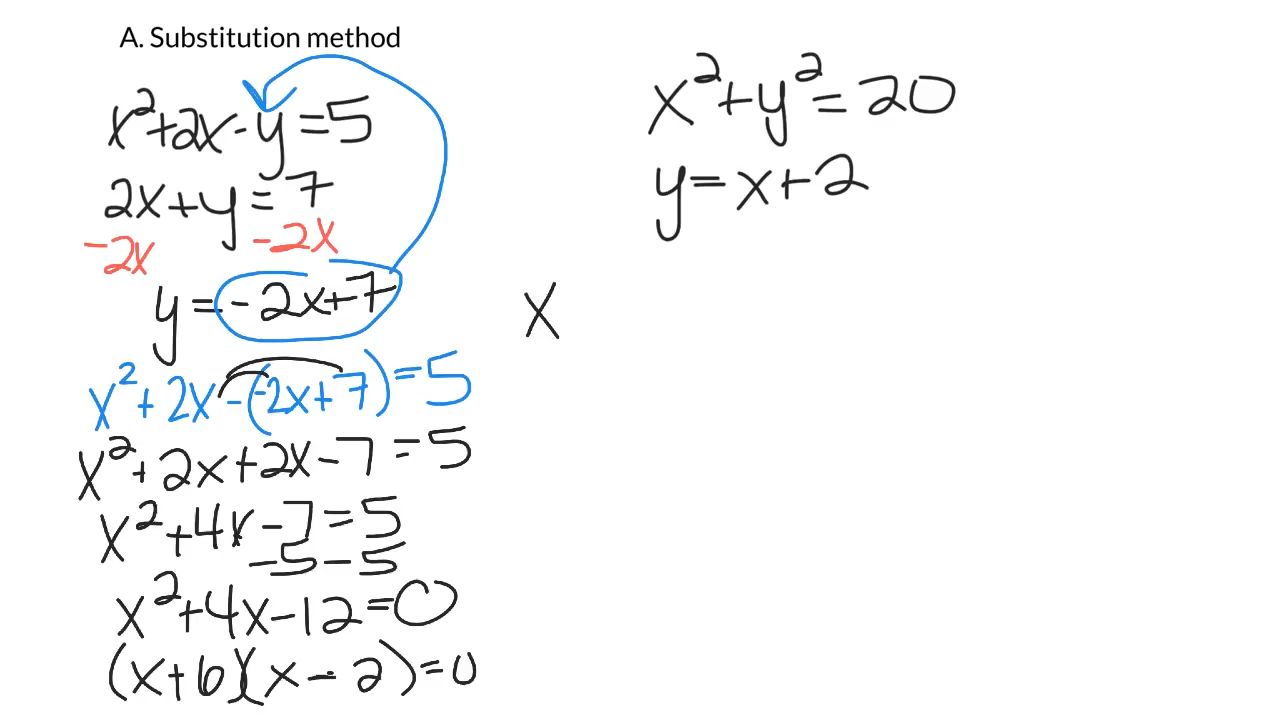 A. Substitution method
x²+2x-y=5
2x+y=7
-2x -2x
y=-2x+7
x²+2x-(-2x+7)=5
x²+2x+2x-7=5
x²+4x-7=5
-5-5
x²+4x-12=0
(x+6)(x-2)=0
x
x²+y²=20
y=x+2